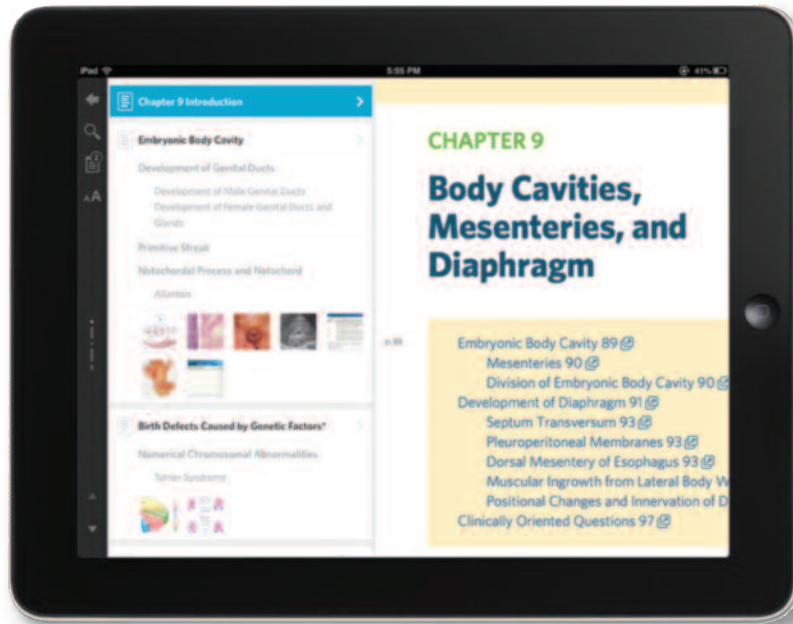 iPad
5:55 PM
41%
Chapter 9 Introduction
Embryonic Body Cavity
Development of Genital Ducts
Development of Male Genital Ducts
Development of Female Genital Ducts and
Glands
Primitive Streak
Notochordal Process and Notochord
Allantois
Birth Defects Caused by Genetic Factors*
Numerical Chromosomal Abnormalities
Turner Syndrome
AA
2
p. 88
CHAPTER 9
Body Cavities,
Mesenteries, and
Diaphragm
Embryonic Body Cavity 89
Mesenteries 90
Division of Embryonic Body Cavity 90
Development of Diaphragm 91
Septum Transversum 93
Pleuroperitoneal Membranes 93
Dorsal Mesentery of Esophagus 93
Muscular Ingrowth from Lateral Body W
Positional Changes and Innervation of D
Clinically Oriented Questions 97